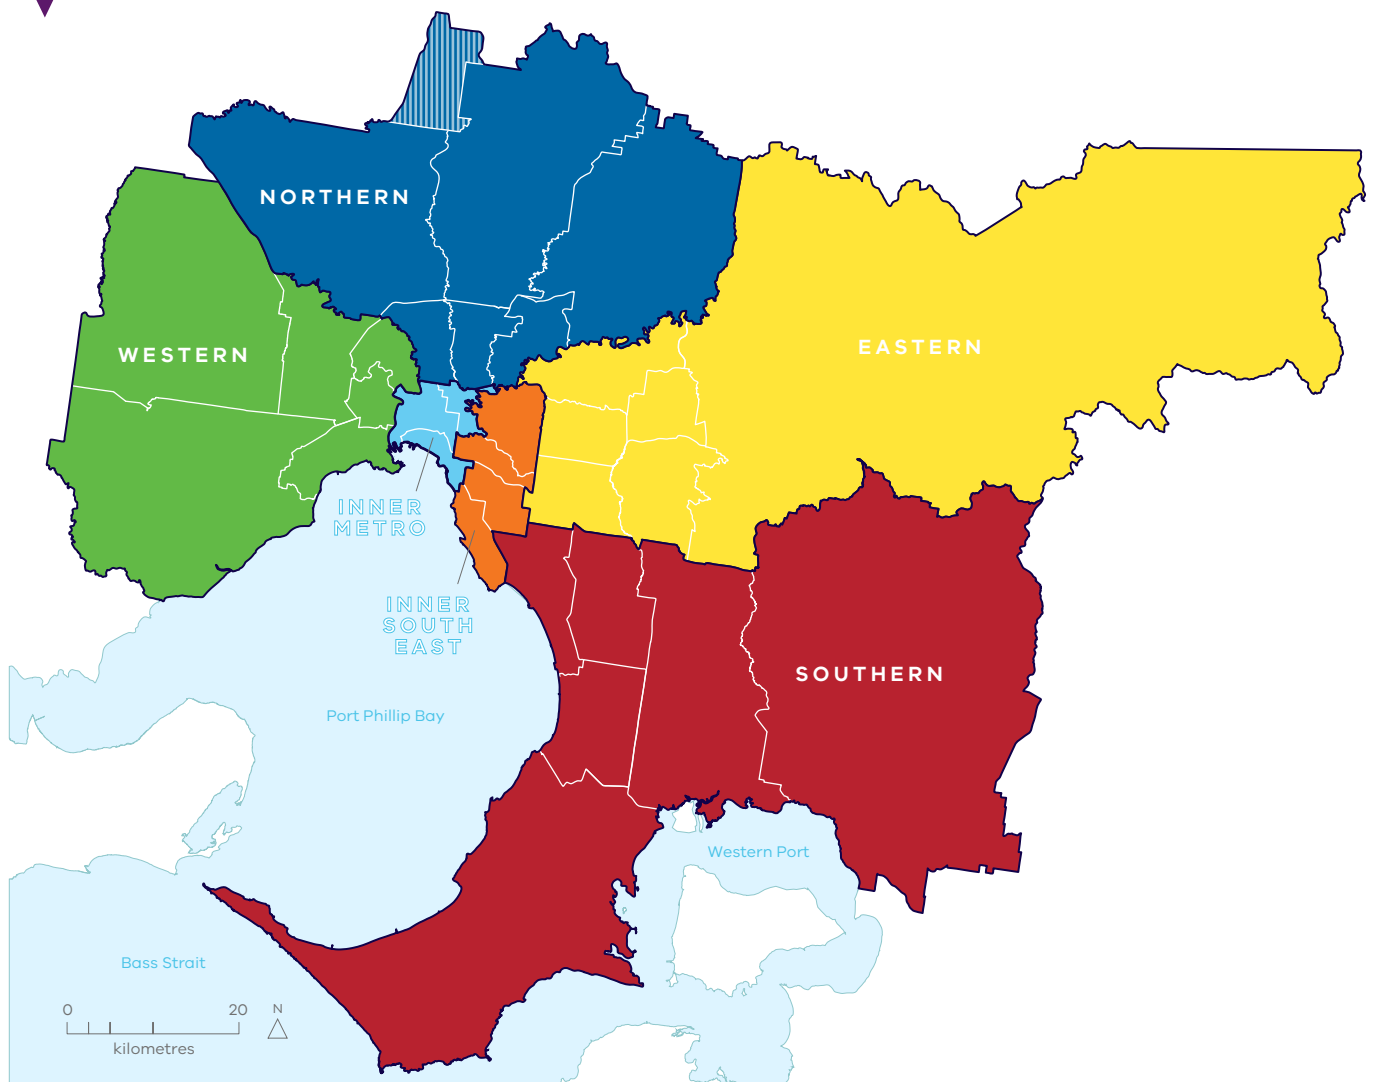 NORTHERN
WESTERN
EASTERN
INNER
METRO
INNER
SOUTH
EAST
SOUTHERN
Port Phillip Bay
Western Port
Bass Strait
0 20 N
kilometres